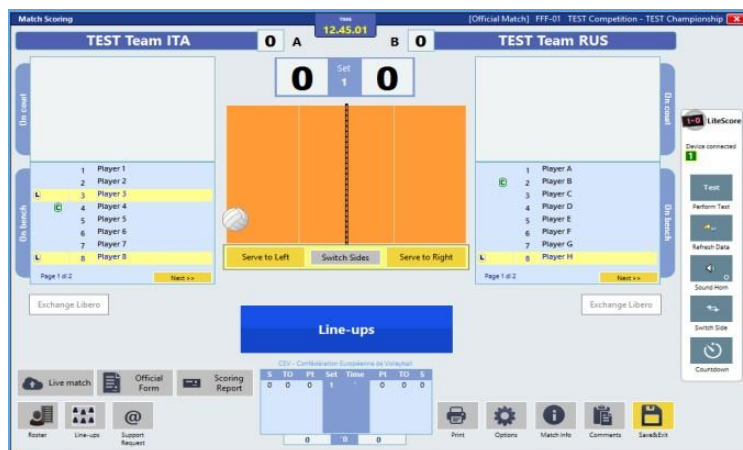 Match Scoring
TIME
12.45.01
[Official Match] FFF-01 TEST Competition - TEST Championship
TEST Team ITA
0 A
B 0
TEST Team RUS
0 Set 1 0
On court
On court
LiteScore
Device connected
1
On bench
1 Player 1
2 Player 2
L 3 Player 3
C 4 Player 4
5 Player 5
6 Player 6
7 Player 7
L 8 Player 8
Page 1 di 2
Next >>
Serve to Left
Switch Sides
Serve to Right
On bench
1 Player A
C 2 Player B
3 Player C
4 Player D
5 Player E
6 Player F
7 Player G
L 8 Player H
Page 1 di 2
Next >>
Test
Perform Test
Refresh Data
Sound Horn
Switch Side
Countdown
Exchange Libero
Exchange Libero
Line-ups
CEV - Confédération Européenne de Volleyball
S TO Pt Set Time Pt TO S
0 0 0 1 ' 0 0 0
0 '0 0
Live match
Official Form
Scoring Report
Roster
Line-ups
@
Support Request
Print
Options
Match Info
Comments
Save&Exit